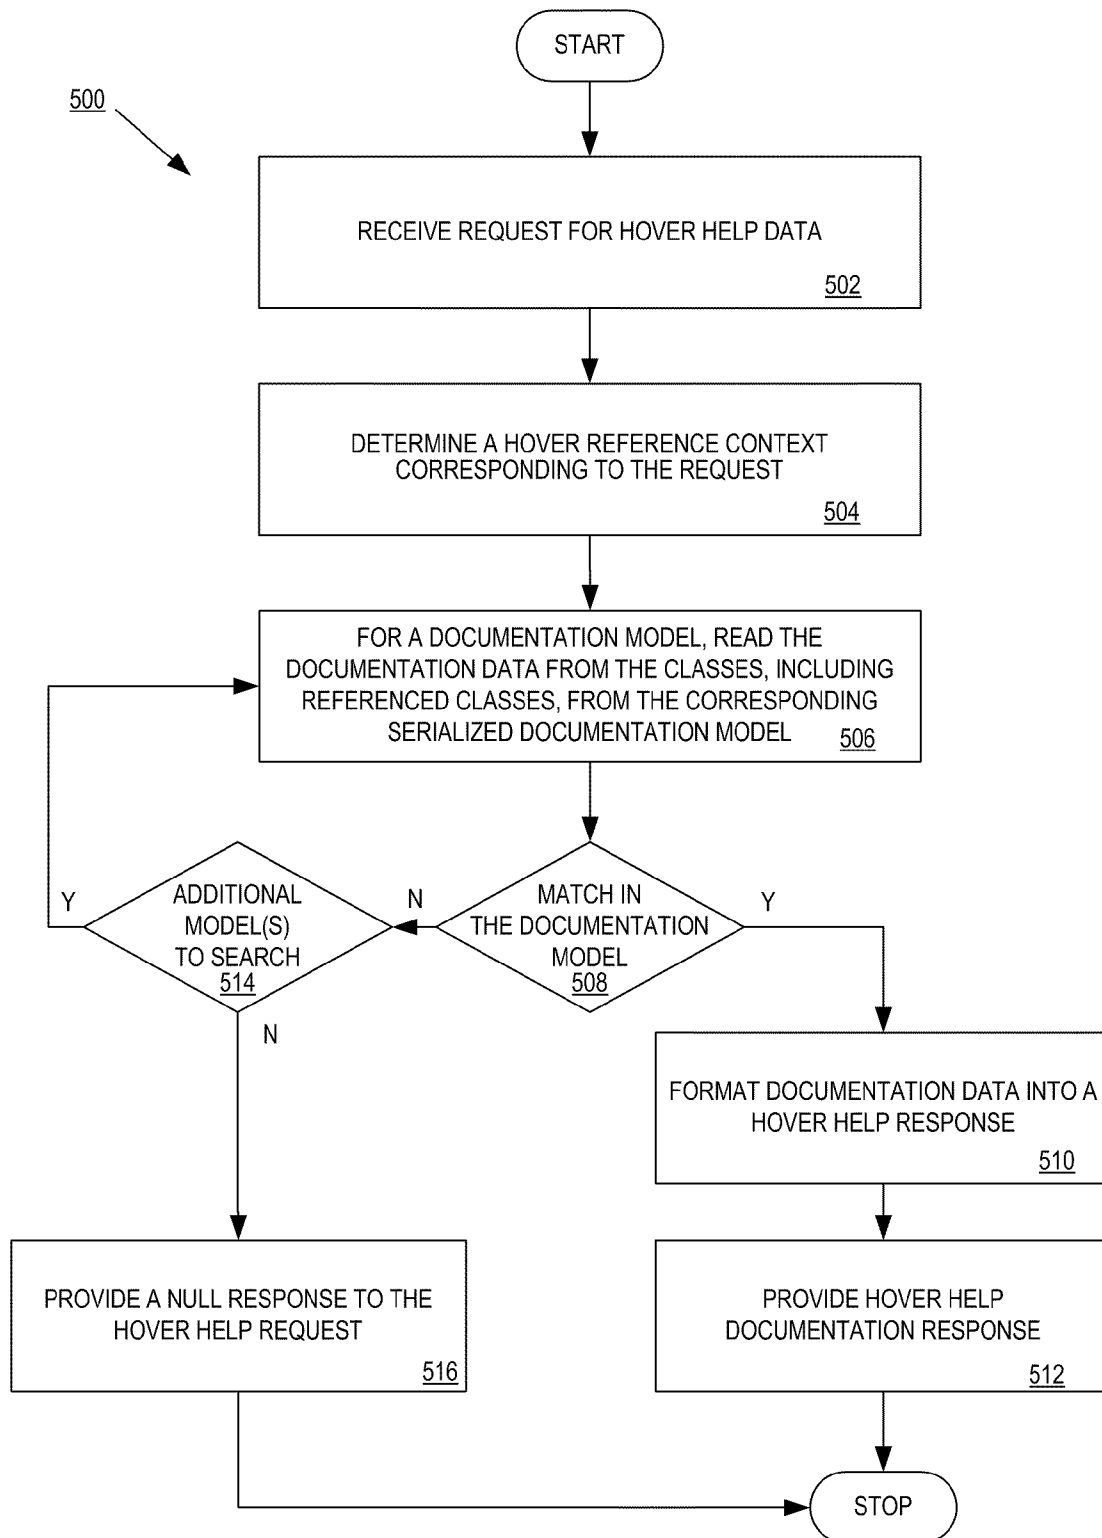 START
500
RECEIVE REQUEST FOR HOVER HELP DATA
502
DETERMINE A HOVER REFERENCE CONTEXT
CORRESPONDING TO THE REQUEST
504
FOR A DOCUMENTATION MODEL, READ THE
DOCUMENTATION DATA FROM THE CLASSES, INCLUDING
REFERENCED CLASSES, FROM THE CORRESPONDING
SERIALIZED DOCUMENTATION MODEL
506
Y
ADDITIONAL
MODEL(S)
TO SEARCH
514
N
MATCH IN
THE DOCUMENTATION
MODEL
508
Y
N
FORMAT DOCUMENTATION DATA INTO A
HOVER HELP RESPONSE
510
PROVIDE A NULL RESPONSE TO THE
HOVER HELP REQUEST
516
PROVIDE HOVER HELP
DOCUMENTATION RESPONSE
512
STOP